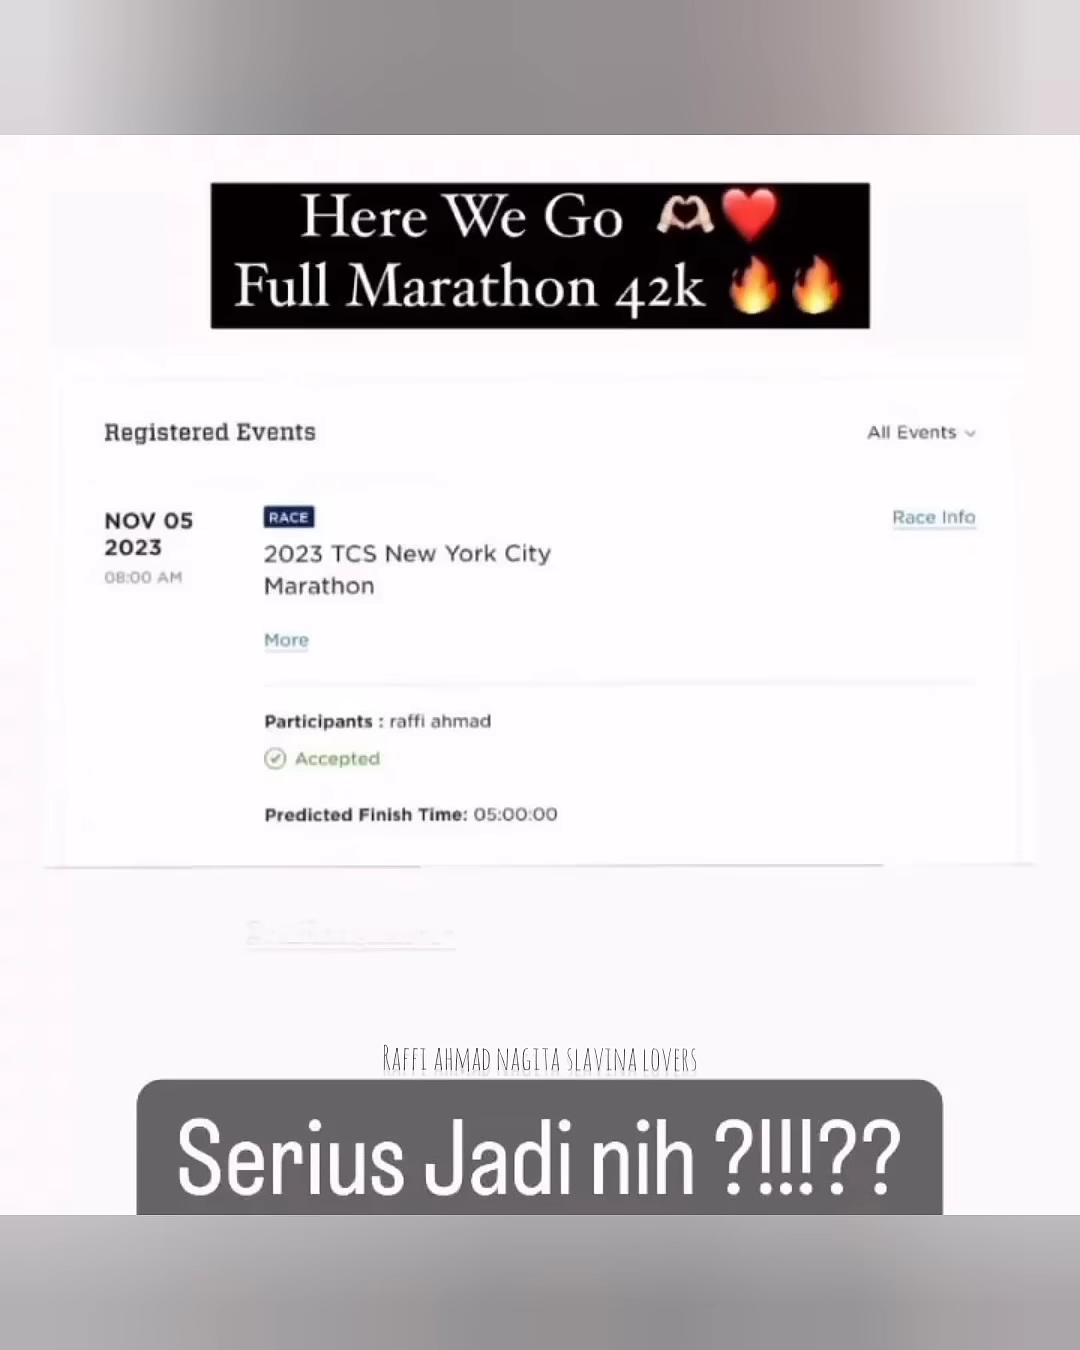 Here We Go 🫶🏻❤️
Full Marathon 42k 🔥🔥
Registered Events
All Events
NOV 05
2023
08:00 AM
RACE
2023 TCS New York City
Marathon
More
Race Info
Participants : raffi ahmad
Accepted
Predicted Finish Time: 05:00:00
RAFFI AHMAD NAGITA SLAVINA LOVERS
Serius Jadi nih ?!!!??